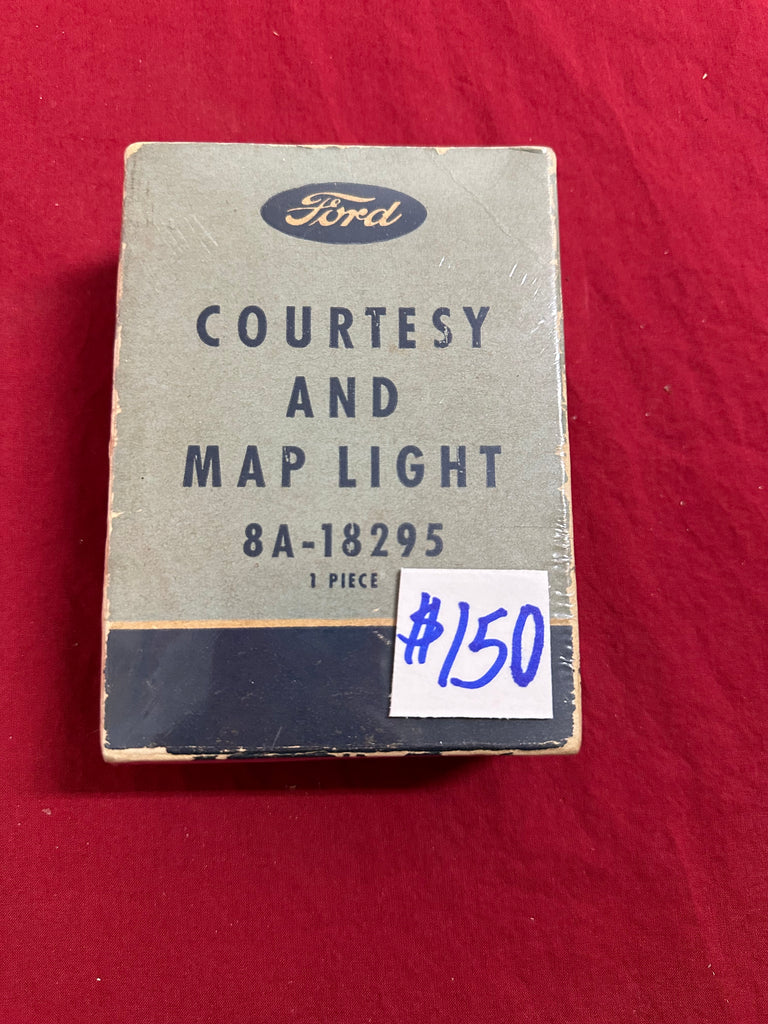 Ford
COURTESY
AND
MAP LIGHT
8A-18295
1 PIECE
$150